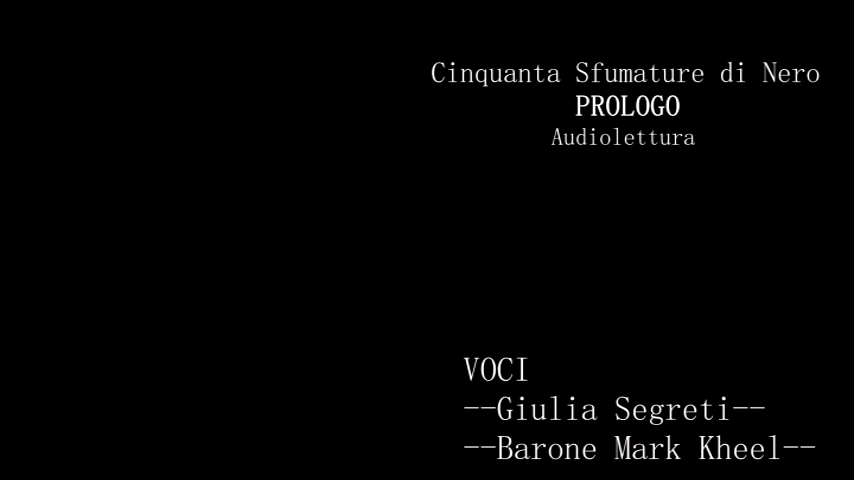 Cinquanta Sfumature di Nero
PROLOGO
Audiolettura
VOCI
--Giulia Segreti--
--Barone Mark Kheel--